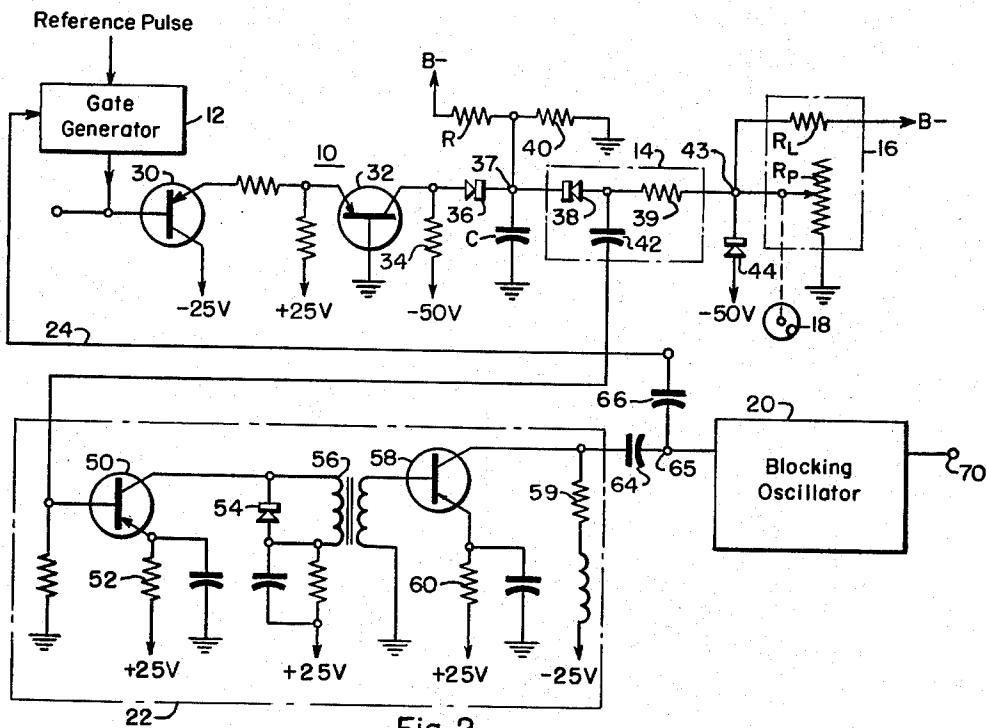 Reference Pulse
Gate
Generator
12
B-
R
40
10
30
32
37
14
43
RL
B-
16
RP
36
38
39
34
C
42
44
-25V
+25V
-50V
-50V
18
24
66
20
50
56
58
65
64
Blocking
Oscillator
70
54
59
52
60
+25V
+25V
+25V
-25V
22
Fig. 2